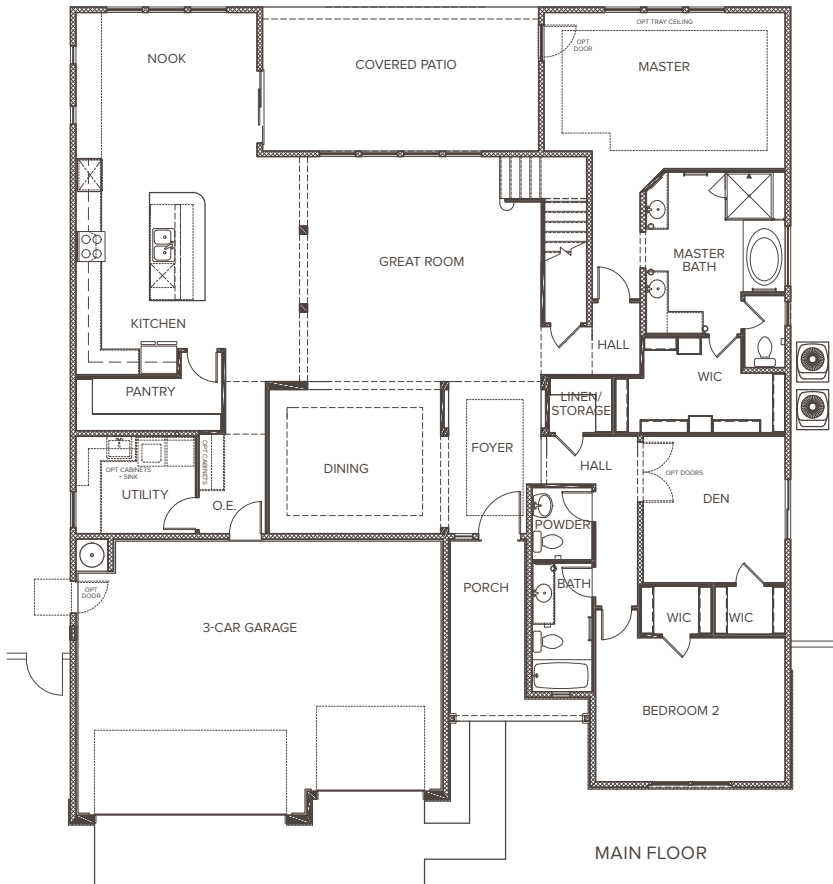 OPT TRAY CEILING
NOOK
COVERED PATIO
OPT
DOOR
MASTER
GREAT ROOM
MASTER
BATH
KITCHEN
HALL
WIC
PANTRY
LINEN/
STORAGE
FOYER
HALL
DINING
OPT CABINETS
+ SINK
OPT CABINETS
OPT DOORS
UTILITY
DEN
O.E.
POWDER
PORCH
BATH
OPT
DOOR
WIC
WIC
3-CAR GARAGE
BEDROOM 2
MAIN FLOOR